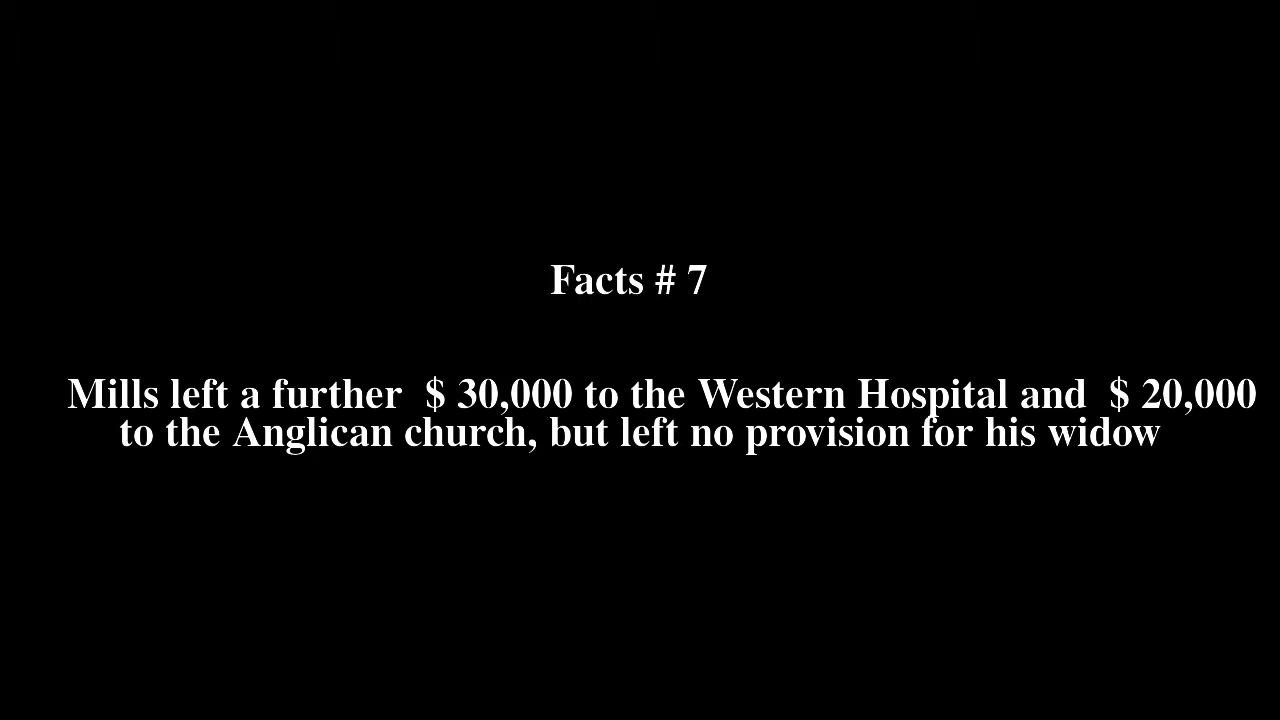 Facts # 7
Mills left a further  $ 30,000 to the Western Hospital and  $ 20,000
to the Anglican church, but left no provision for his widow